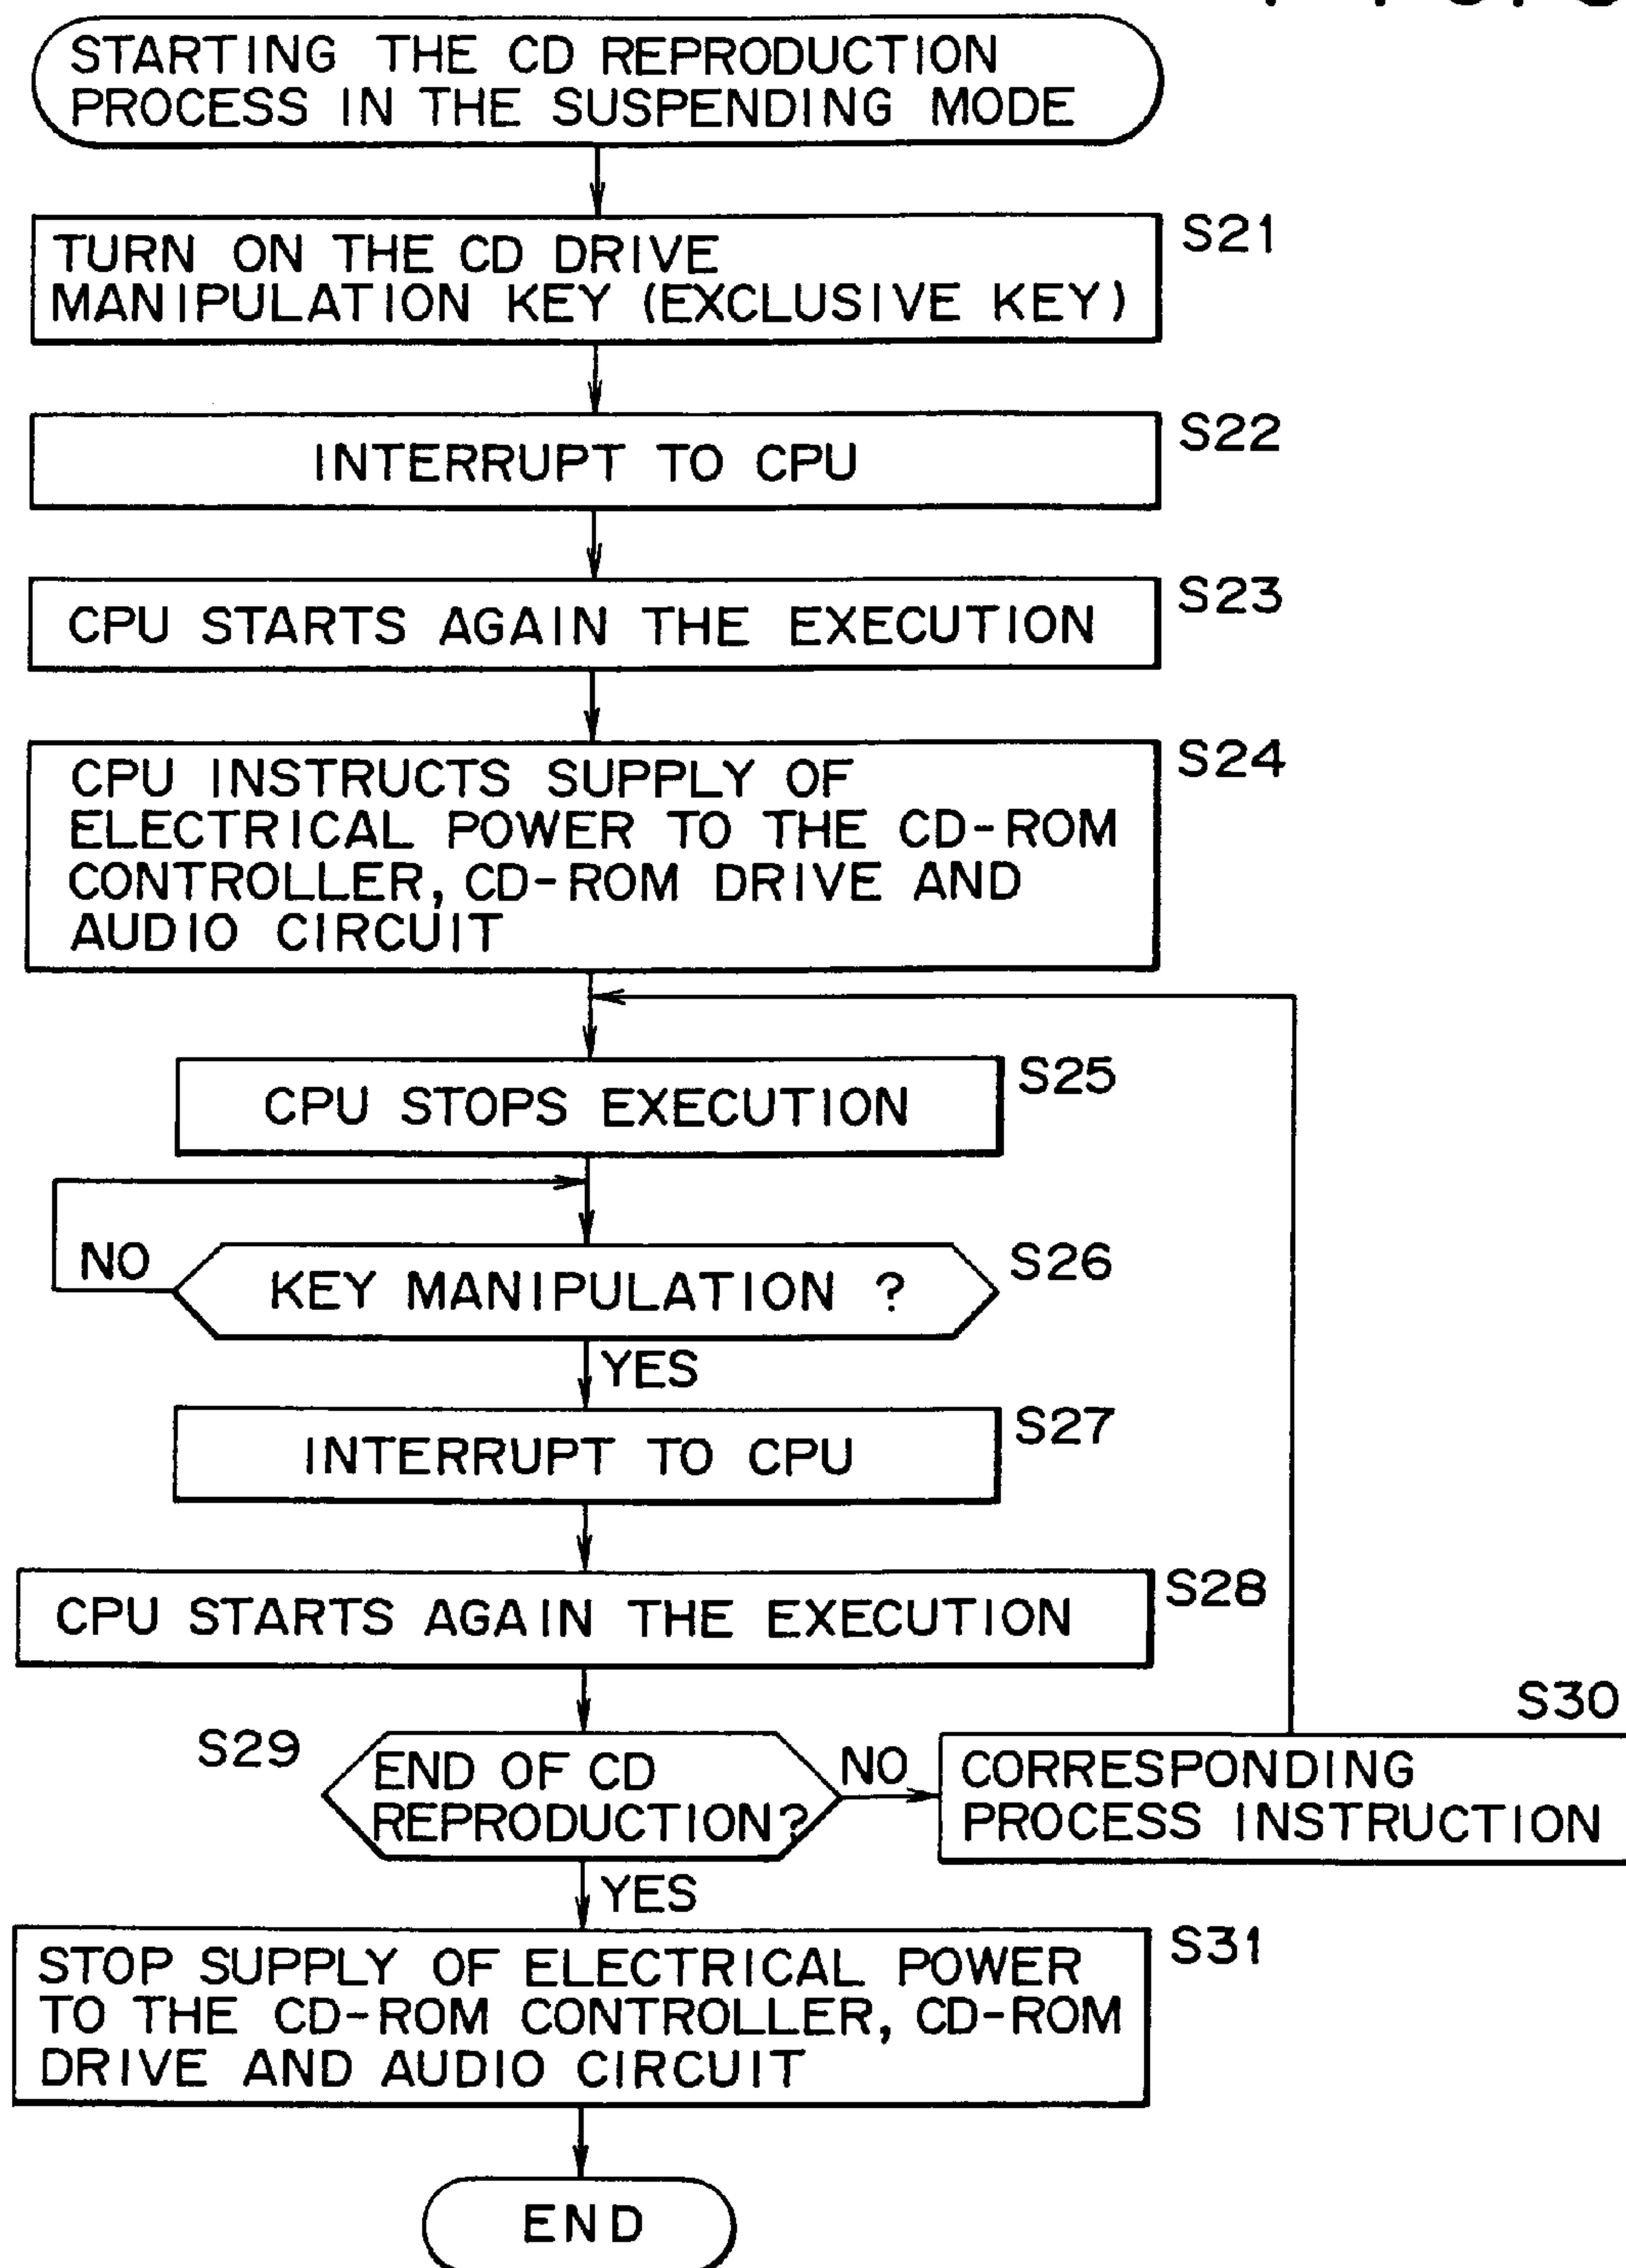 STARTING THE CD REPRODUCTION
PROCESS IN THE SUSPENDING MODE
TURN ON THE CD DRIVE
MANIPULATION KEY (EXCLUSIVE KEY)
S21
INTERRUPT TO CPU
S22
CPU STARTS AGAIN THE EXECUTION
S23
CPU INSTRUCTS SUPPLY OF
ELECTRICAL POWER TO THE CD-ROM
CONTROLLER, CD-ROM DRIVE AND
AUDIO CIRCUIT
S24
CPU STOPS EXECUTION
S25
NO
KEY MANIPULATION ?
S26
YES
INTERRUPT TO CPU
S27
CPU STARTS AGAIN THE EXECUTION
S28
S29
END OF CD
REPRODUCTION?
NO
S30
CORRESPONDING
PROCESS INSTRUCTION
YES
STOP SUPPLY OF ELECTRICAL POWER
TO THE CD-ROM CONTROLLER, CD-ROM
DRIVE AND AUDIO CIRCUIT
S31
END